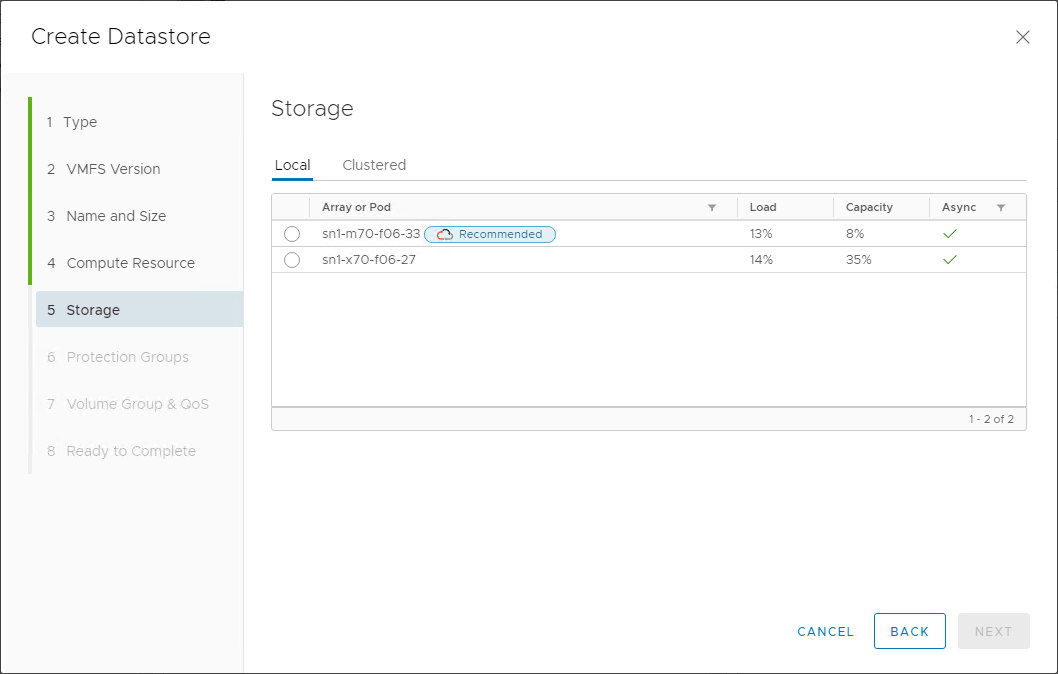 Create Datastore
1 Type
2 VMFS Version
3 Name and Size
4 Compute Resource
5 Storage
6 Protection Groups
7 Volume Group & QoS
8 Ready to Complete
Storage
Local Clustered
Array or Pod Load Capacity Async
sn1-m70-f06-33 Recommended 13% 8%
sn1-x70-f06-27 14% 35%
1 - 2 of 2
CANCEL BACK NEXT